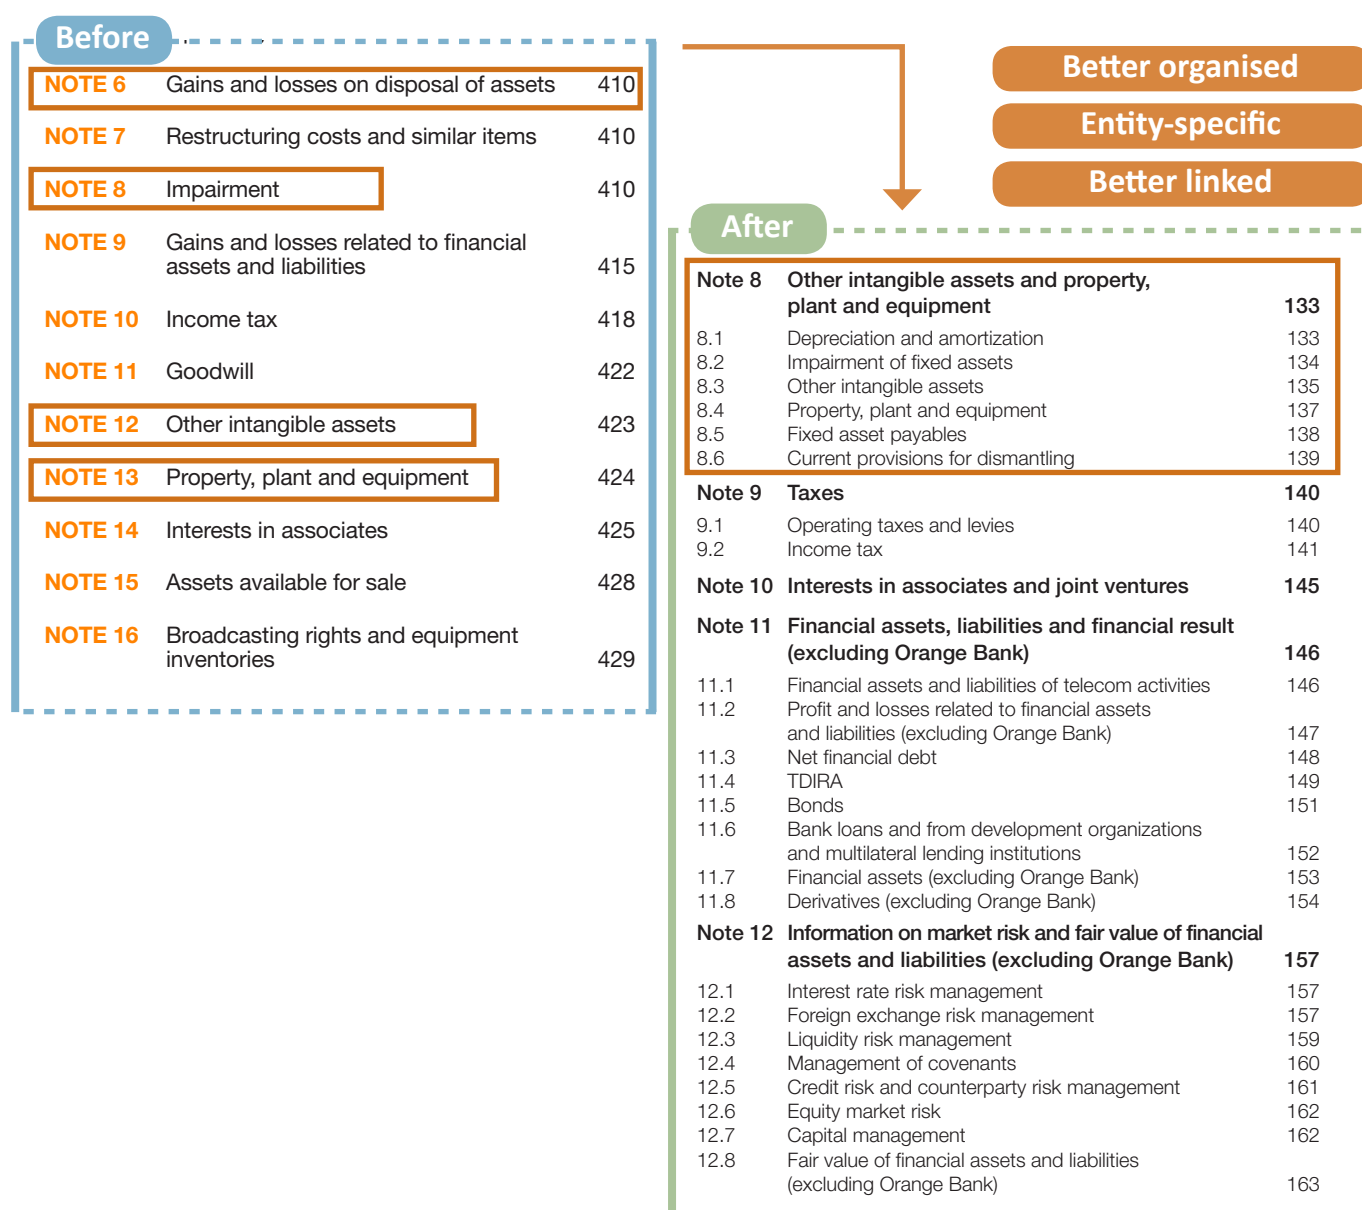 Before
NOTE 6 Gains and losses on disposal of assets 410
NOTE 7 Restructuring costs and similar items 410
NOTE 8 Impairment 410
NOTE 9 Gains and losses related to financial
assets and liabilities 415
NOTE 10 Income tax 418
NOTE 11 Goodwill 422
NOTE 12 Other intangible assets 423
NOTE 13 Property, plant and equipment 424
NOTE 14 Interests in associates 425
NOTE 15 Assets available for sale 428
NOTE 16 Broadcasting rights and equipment
inventories 429
Better organised
Entity-specific
Better linked
After
Note 8 Other intangible assets and property,
plant and equipment 133
8.1 Depreciation and amortization 133
8.2 Impairment of fixed assets 134
8.3 Other intangible assets 135
8.4 Property, plant and equipment 137
8.5 Fixed asset payables 138
8.6 Current provisions for dismantling 139
Note 9 Taxes 140
9.1 Operating taxes and levies 140
9.2 Income tax 141
Note 10 Interests in associates and joint ventures 145
Note 11 Financial assets, liabilities and financial result
(excluding Orange Bank) 146
11.1 Financial assets and liabilities of telecom activities 146
11.2 Profit and losses related to financial assets
and liabilities (excluding Orange Bank) 147
11.3 Net financial debt 148
11.4 TDIRA 149
11.5 Bonds 151
11.6 Bank loans and from development organizations
and multilateral lending institutions 152
11.7 Financial assets (excluding Orange Bank) 153
11.8 Derivatives (excluding Orange Bank) 154
Note 12 Information on market risk and fair value of financial
assets and liabilities (excluding Orange Bank) 157
12.1 Interest rate risk management 157
12.2 Foreign exchange risk management 157
12.3 Liquidity risk management 159
12.4 Management of covenants 160
12.5 Credit risk and counterparty risk management 161
12.6 Equity market risk 162
12.7 Capital management 162
12.8 Fair value of financial assets and liabilities
(excluding Orange Bank) 163